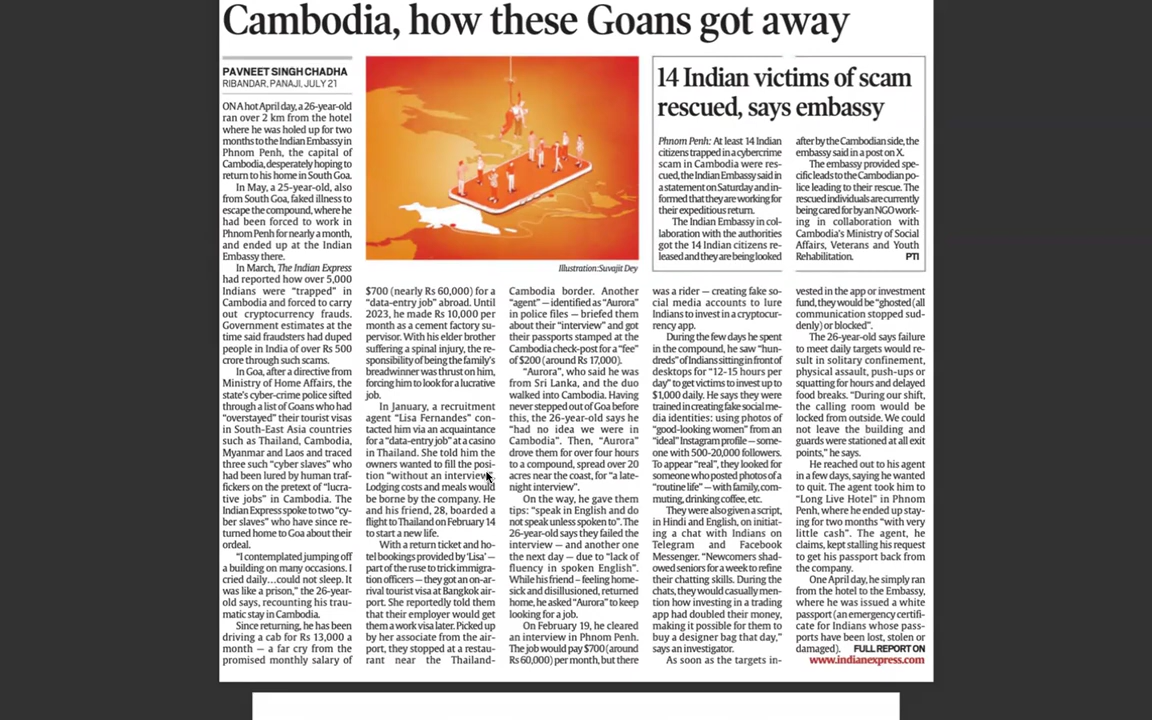 Cambodia, how these Goans got away
PAVNEET SINGH CHADHA
RIBANDAR, PANAJI, JULY 21
ON A hot April day, a 26-year-old
ran over 2 km from the hotel
where he was holed up for two
months to the Indian Embassy in
Phnom Penh, the capital of
Cambodia, desperately hoping to
return to his home in South Goa.
In May, a 25-year-old, also
from South Goa, faked illness to
escape the compound, where he
had been forced to work in
Phnom Penh for nearly a month,
and ended up at the Indian
Embassy there.
In March, The Indian Express
had reported how over 5,000
Indians were “trapped” in
Cambodia and forced to carry
out cryptocurrency frauds.
Government estimates at the
time said fraudsters had duped
people in India of over Rs 500
crore through such scams.
In Goa, after a directive from
Ministry of Home Affairs, the
state’s cyber-crime police sifted
through a list of Goans who had
“overstayed” their tourist visas
in South-East Asia countries
such as Thailand, Cambodia,
Myanmar and Laos and traced
three such “cyber slaves” who
had been lured by human traf-
fickers on the pretext of “lucra-
tive jobs” in Cambodia. The
Indian Express spoke to two “cy-
ber slaves” who have since re-
turned home to Goa about their
ordeal.
“I contemplated jumping off
a building on many occasions. I
cried daily…could not sleep. It
was like a prison,” the 26-year-
old says, recounting his trau-
matic stay in Cambodia.
Since returning, he has been
driving a cab for Rs 13,000 a
month — a far cry from the
promised monthly salary of
Illustration: Suvajit Dey
$700 (nearly Rs 60,000) for a
“data-entry job” abroad. Until
2023, he made Rs 10,000 per
month as a cement factory su-
pervisor. With his elder brother
suffering a spinal injury, the re-
sponsibility of being the family’s
breadwinner was thrust on him,
forcing him to look for a lucrative
job.
In January, a recruitment
agent “Lisa Fernandes” con-
tacted him via an acquaintance
for a “data-entry job” at a casino
in Thailand. She told him the
owners wanted to fill the posi-
tion “without an interview”.
Lodging costs and meals would
be borne by the company. He
and his friend, 28, boarded a
flight to Thailand on February 14
to start a new life.
With a return ticket and ho-
tel bookings provided by ‘Lisa’ —
part of the ruse to trick immigra-
tion officers — they got an on-ar-
rival tourist visa at Bangkok air-
port. She reportedly told them
that their employer would get
them a work visa later. Picked up
by her associate from the air-
port, they stopped at a restau-
rant near the Thailand-
Cambodia border. Another
“agent” — identified as “Aurora”
in police files — briefed them
about their “interview” and got
their passports stamped at the
Cambodia check-post for a “fee”
of $200 (around Rs 17,000).
“Aurora”, who said he was
from Sri Lanka, and the duo
walked into Cambodia. Having
never stepped out of Goa before
this, the 26-year-old says he
“had no idea we were in
Cambodia”. Then, “Aurora”
drove them for over four hours
to a compound, spread over 20
acres near the coast, for “a late-
night interview”.
On the way, he gave them
tips: “speak in English and do
not speak unless spoken to”. The
26-year-old says they failed the
interview — and another one
the next day — due to “lack of
fluency in spoken English”.
While his friend – feeling home-
sick and disillusioned, returned
home, he asked “Aurora” to keep
looking for a job.
On February 19, he cleared
an interview in Phnom Penh.
The job would pay $700 (around
Rs 60,000) per month, but there
14 Indian victims of scam
rescued, says embassy
Phnom Penh: At least 14 Indian
citizens trapped in a cybercrime
scam in Cambodia were res-
cued, the Indian Embassy said in
a statement on Saturday and in-
formed that they are working for
their expeditious return.
The Indian Embassy in col-
laboration with the authorities
got the 14 Indian citizens re-
leased and they are being looked
after by the Cambodian side, the
embassy said in a post on X.
The embassy provided spe-
cific leads to the Cambodian po-
lice leading to their rescue. The
rescued individuals are currently
being cared for by an NGO work-
ing in collaboration with
Cambodia’s Ministry of Social
Affairs, Veterans and Youth
Rehabilitation. PTI
was a rider — creating fake so-
cial media accounts to lure
Indians to invest in a cryptocur-
rency app.
During the few days he spent
in the compound, he saw “hun-
dreds” of Indians sitting in front of
desktops for “12-15 hours per
day” to get victims to invest up to
$1,000 daily. He says they were
trained in creating fake social me-
dia identities: using photos of
“good-looking women” from an
“ideal” Instagram profile — some-
one with 500-20,000 followers.
To appear “real”, they looked for
someone who posted photos of a
“routine life” — with family, com-
muting, drinking coffee, etc.
They were also given a script,
in Hindi and English, on initiat-
ing a chat with Indians on
Telegram and Facebook
Messenger. “Newcomers shad-
owed seniors for a week to refine
their chatting skills. During the
chats, they would casually men-
tion how investing in a trading
app had doubled their money,
making it possible for them to
buy a designer bag that day,”
says an investigator.
As soon as the targets in-
vested in the app or investment
fund, they would be “ghosted (all
communication stopped sud-
denly) or blocked”.
The 26-year-old says failure
to meet daily targets would re-
sult in solitary confinement,
physical assault, push-ups or
squatting for hours and delayed
food breaks. “During our shift,
the calling room would be
locked from outside. We could
not leave the building and
guards were stationed at all exit
points,” he says.
He reached out to his agent
in a few days, saying he wanted
to quit. The agent took him to
“Long Live Hotel” in Phnom
Penh, where he ended up stay-
ing for two months “with very
little cash”. The agent, he
claims, kept stalling his request
to get his passport back from
the company.
One April day, he simply ran
from the hotel to the Embassy,
where he was issued a white
passport (an emergency certifi-
cate for Indians whose pass-
ports have been lost, stolen or
damaged). FULL REPORT ON
www.indianexpress.com